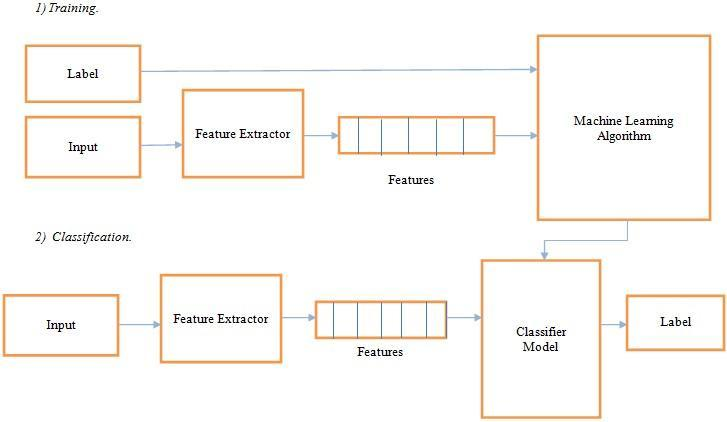 1) Training.
Label
Input
Feature Extractor
Features
Machine Learning
Algorithm
2) Classification.
Input
Feature Extractor
Features
Classifier
Model
Label